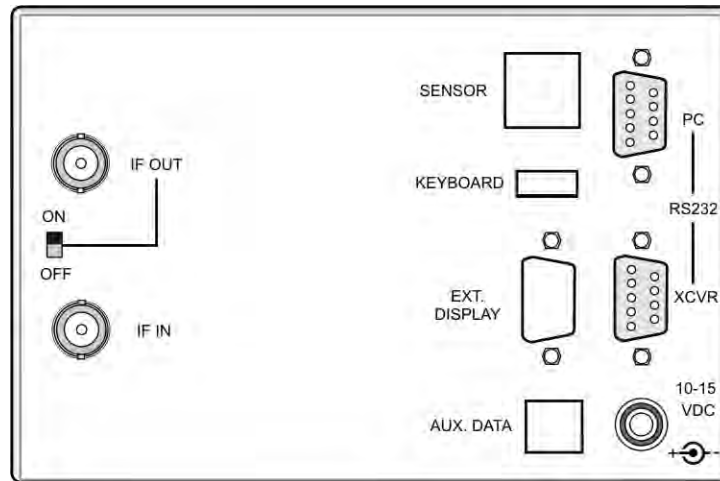 SENSOR
PC
IF OUT
KEYBOARD
ON
RS232
OFF
EXT.
DISPLAY
XCVR
IF IN
10-15
VDC
AUX. DATA
+ -